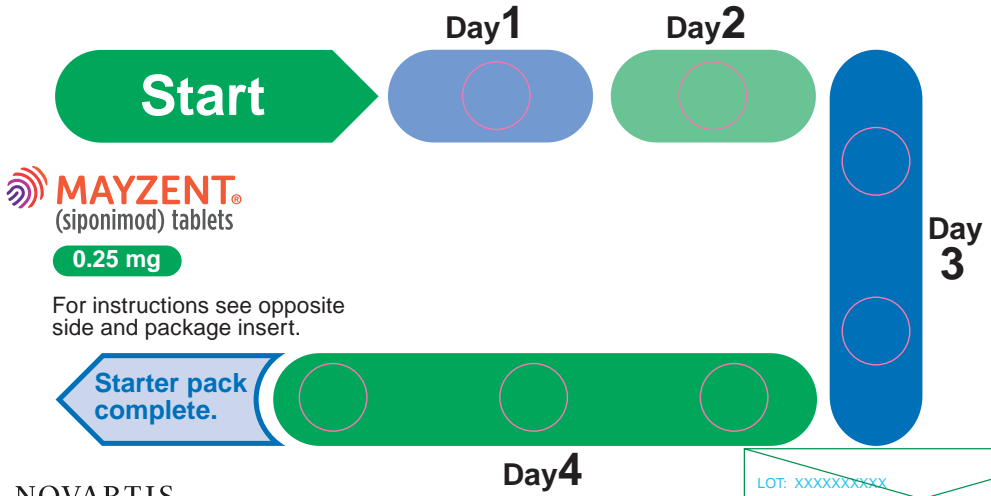 Day1
Day2
Start
MAYZENT®
(siponimod) tablets
0.25 mg
For instructions see opposite
side and package insert.
Day
3
Starter pack
complete.
Day4
NOVARTIS
LOT: XXXXXXXXXX